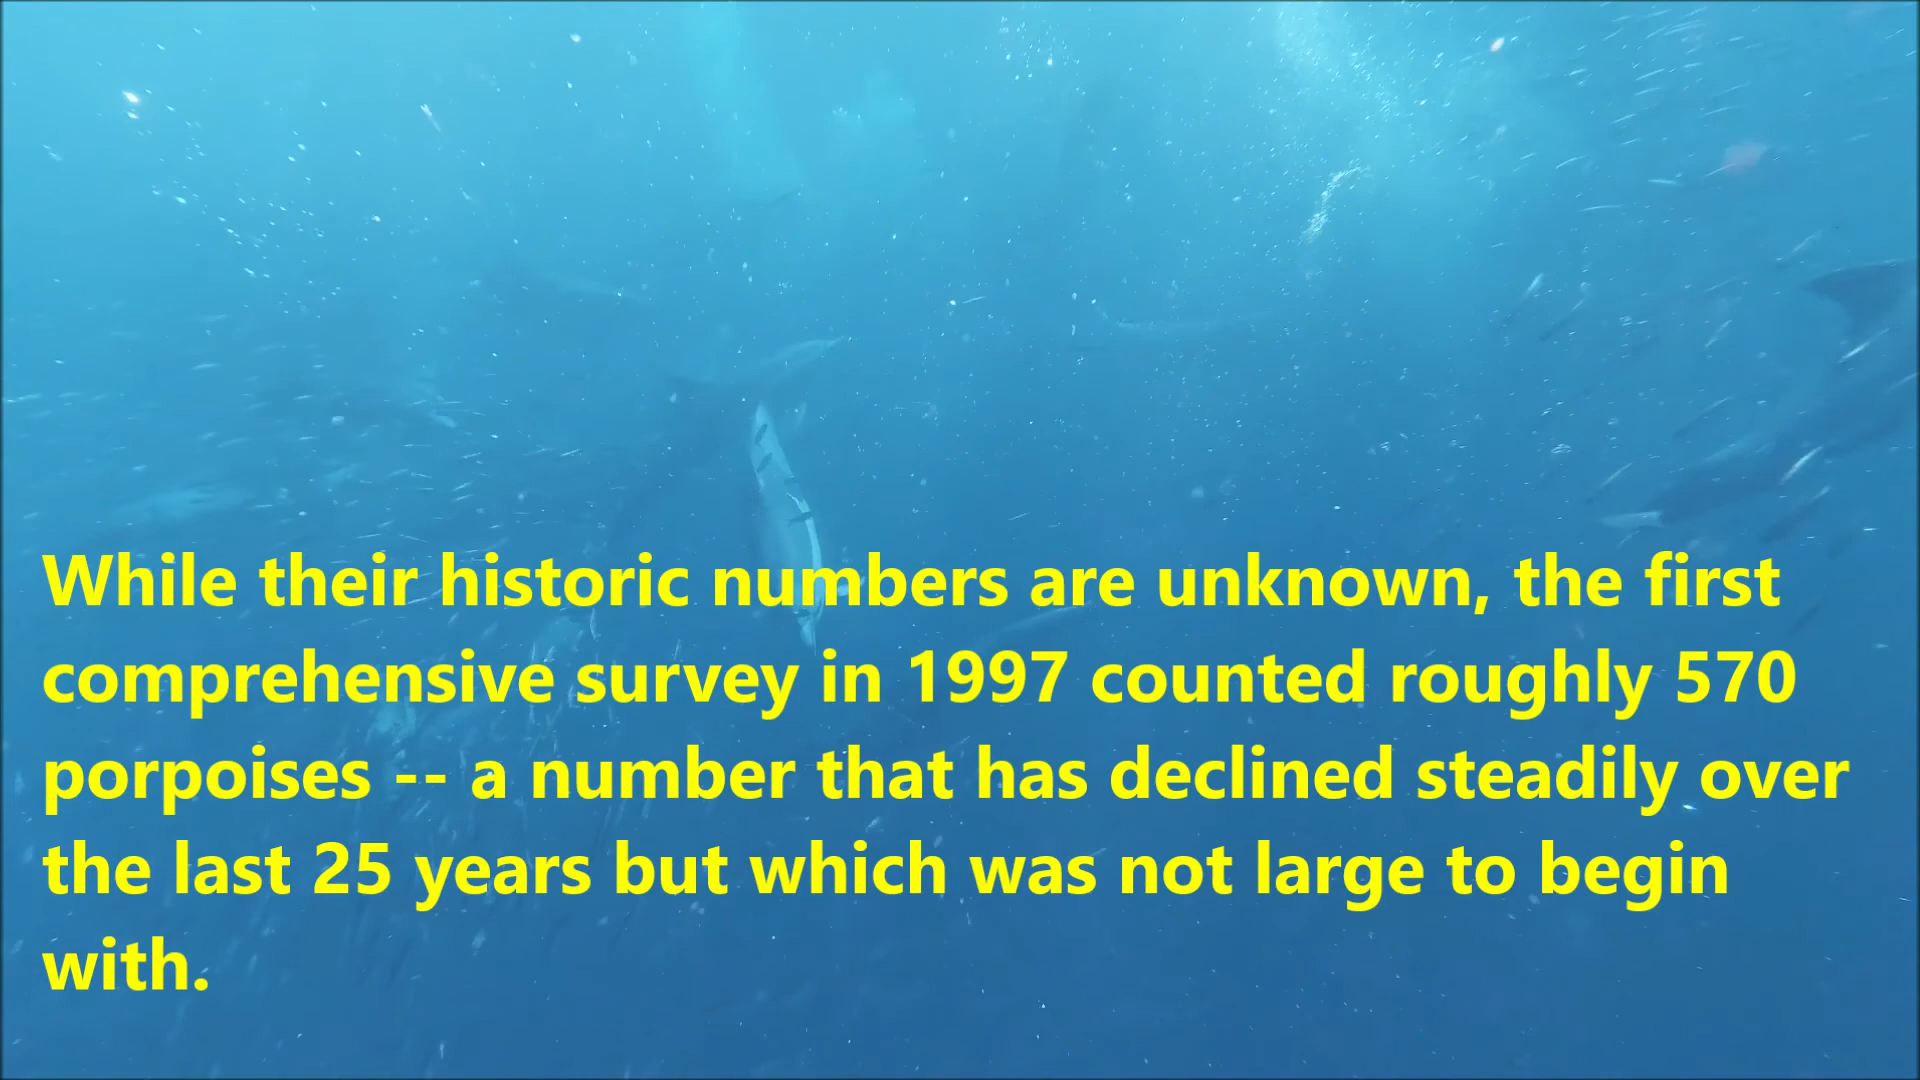 While their historic numbers are unknown, the first
comprehensive survey in 1997 counted roughly 570
porpoises -- a number that has declined steadily over
the last 25 years but which was not large to begin
with.